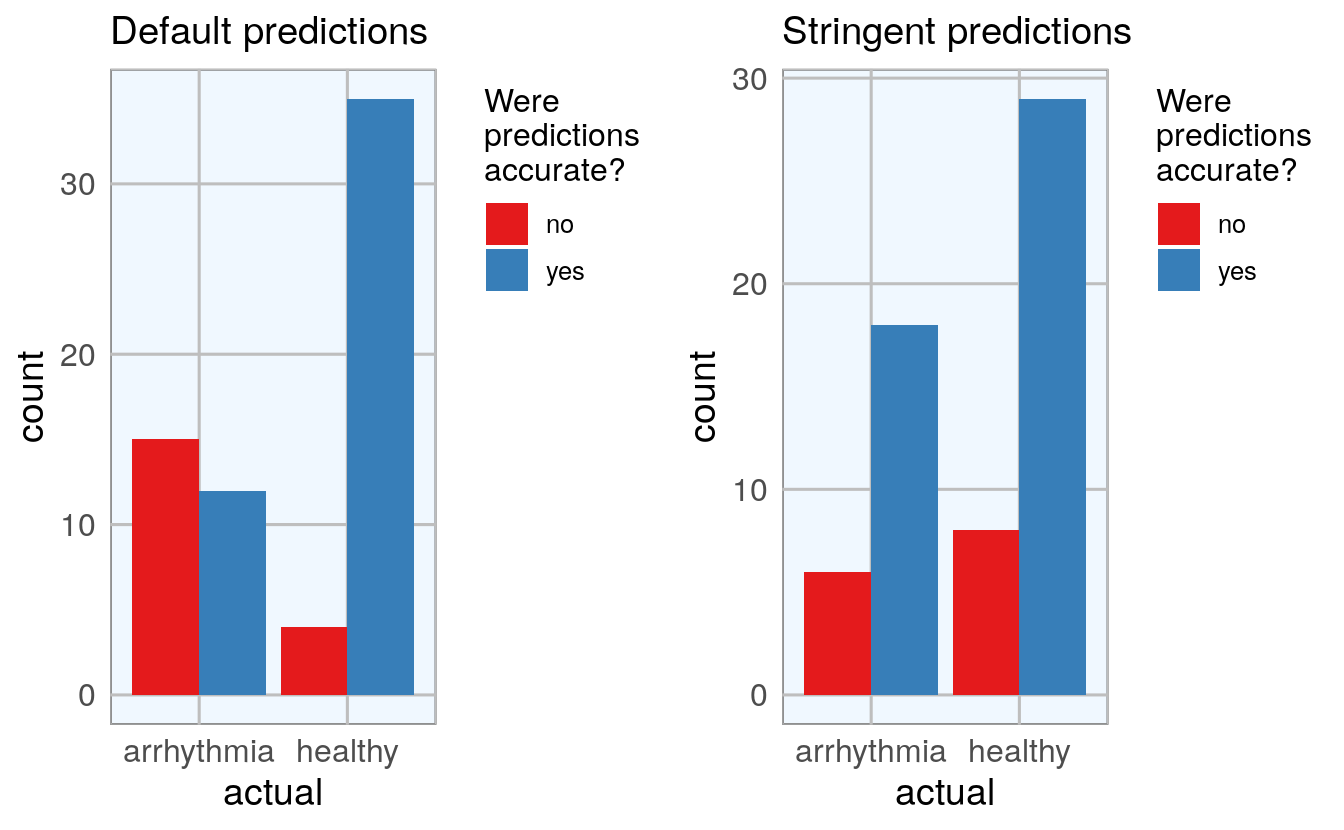 Default predictions
count
30
20
10
0
arrhythmia healthy
actual
Were
predictions
accurate?
no
yes
Stringent predictions
count
30
20
10
0
arrhythmia healthy
actual
Were
predictions
accurate?
no
yes